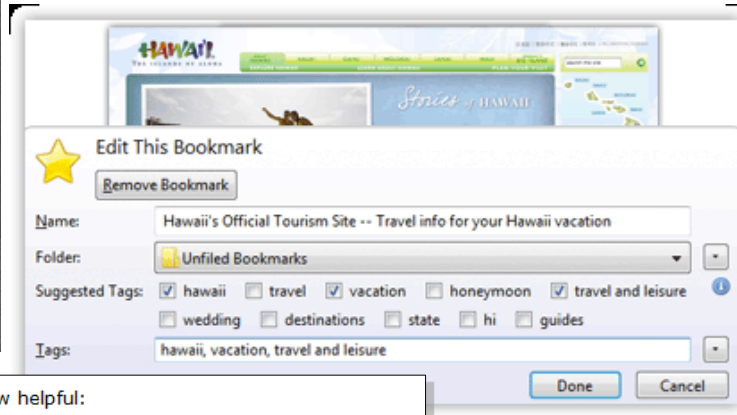 HAWAI'I
THE ISLANDS OF ALOHA
Stories of HAWAII
Edit This Bookmark
Remove Bookmark
Name: Hawaii's Official Tourism Site -- Travel info for your Hawaii vacation
Folder: Unfiled Bookmarks
Suggested Tags: hawaii travel vacation honeymoon travel and leisure
wedding destinations state hi guides
Tags: hawaii, vacation, travel and leisure
Done Cancel
helpful: